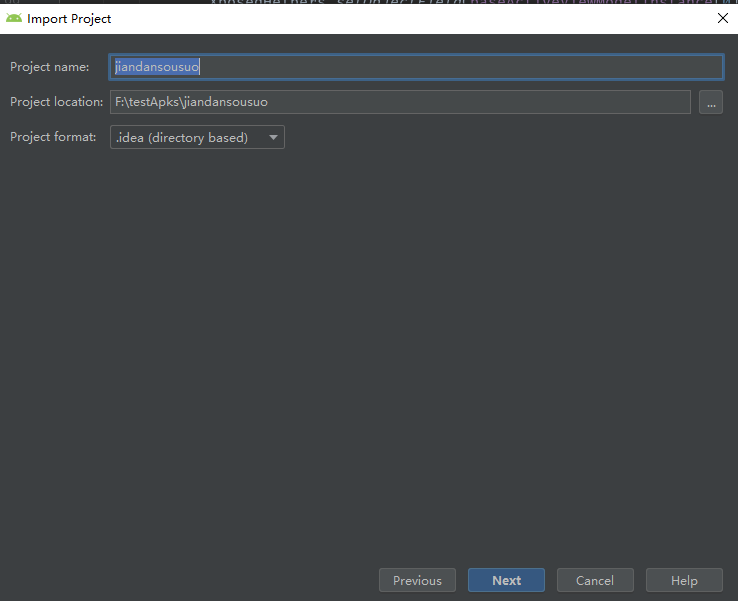 Import Project
Project name: jiandansousuo
Project location: F:\testApks\jiandansousuo ...
Project format: .idea (directory based)
Previous Next Cancel Help